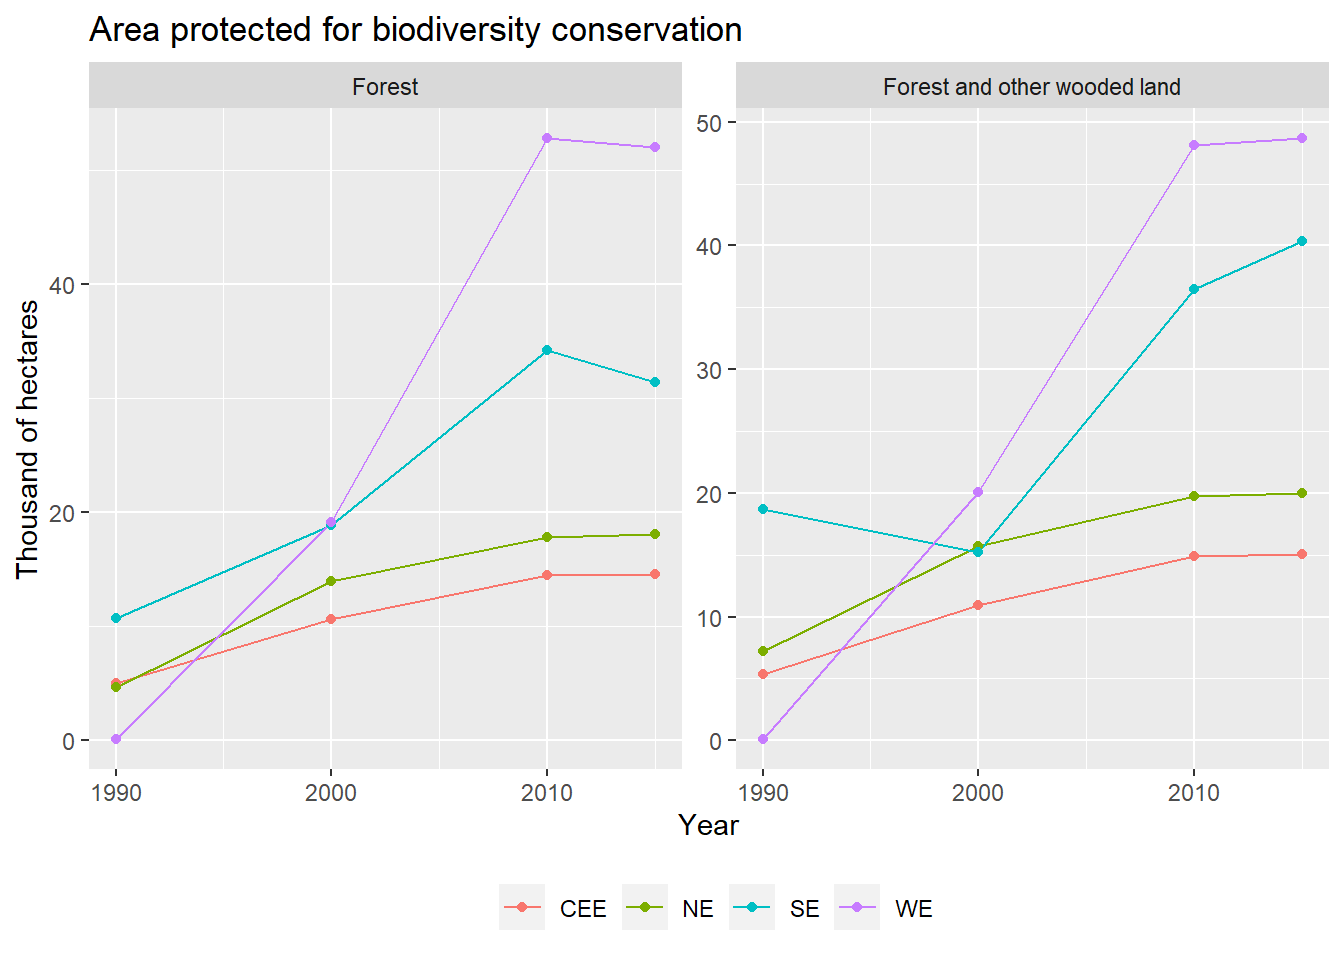 Area protected for biodiversity conservation
Forest
Forest and other wooded land
Thousand of hectares
40
20
0
50
40
30
20
10
0
1990 2000 2010
1990 2000 2010
Year
CEE NE SE WE